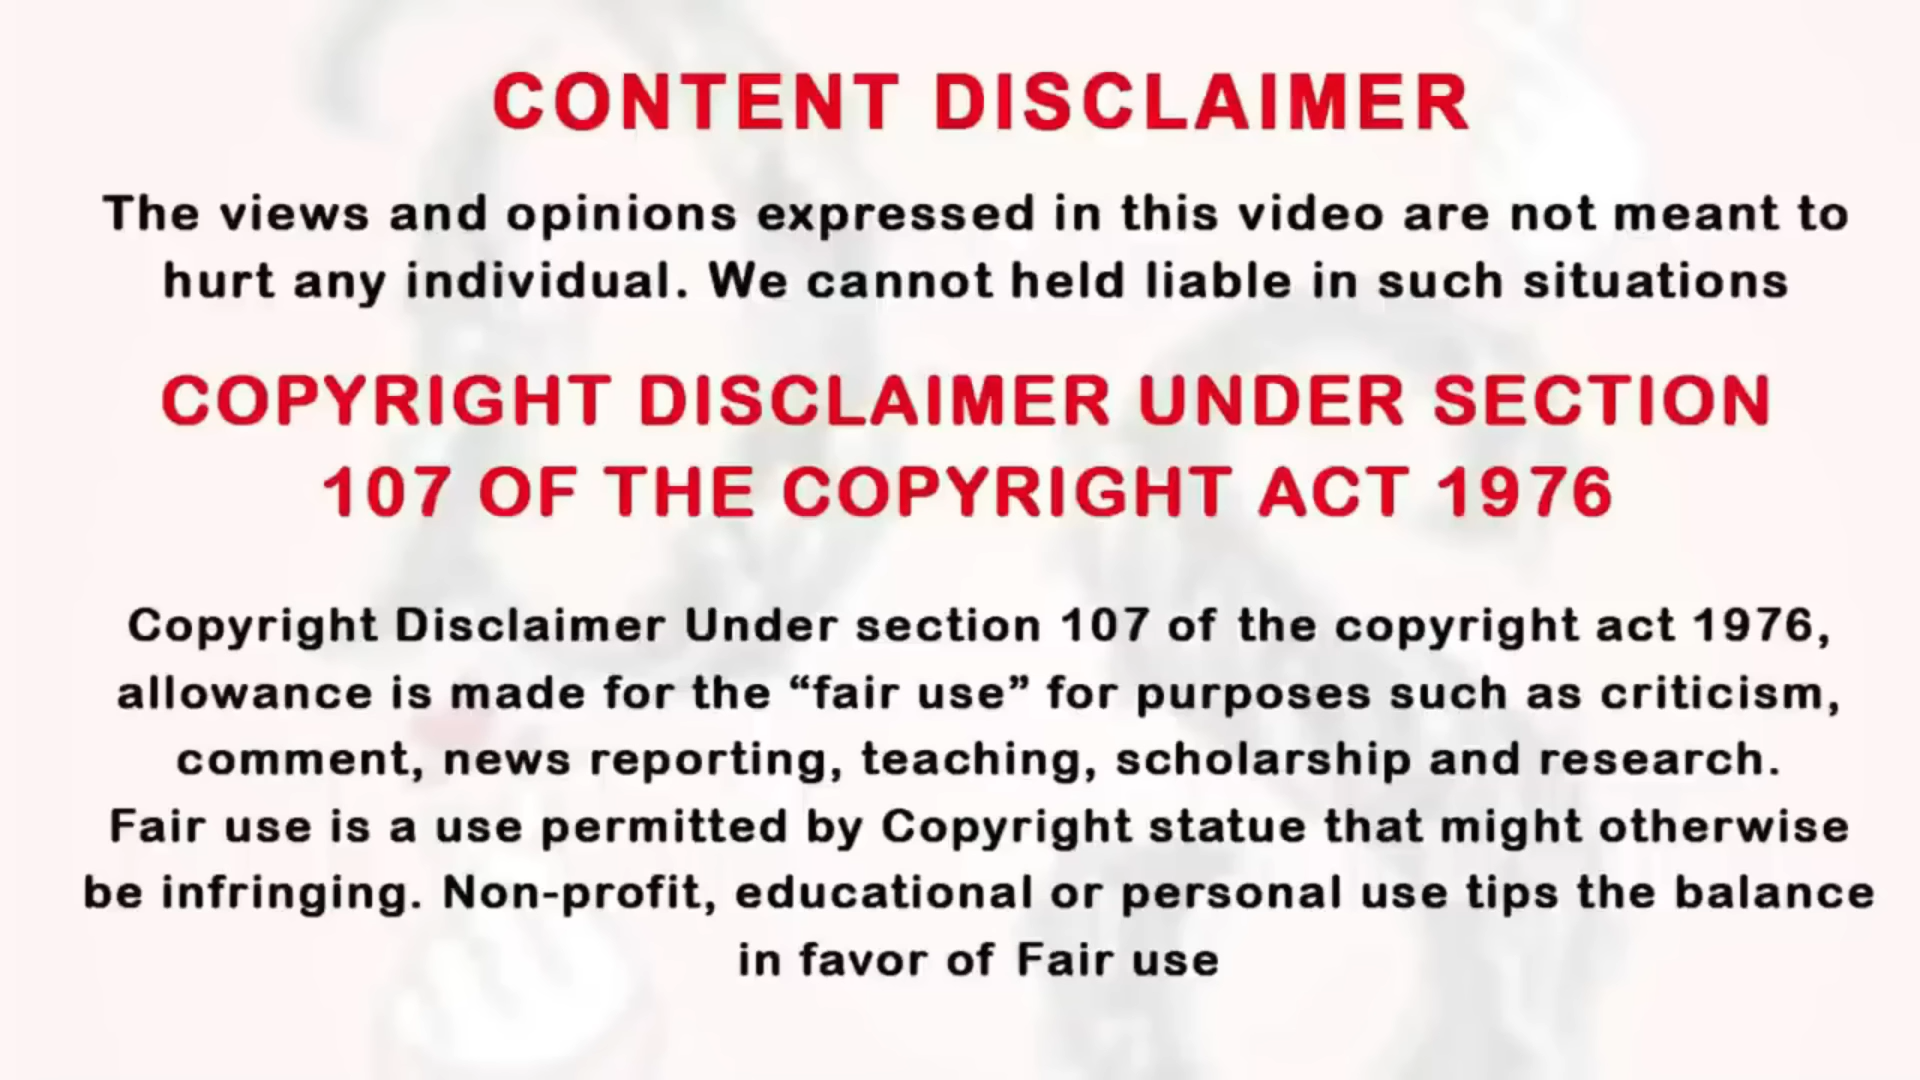 CONTENT DISCLAIMER
The views and opinions expressed in this video are not meant to
hurt any individual. We cannot held liable in such situations
COPYRIGHT DISCLAIMER UNDER SECTION
107 OF THE COPYRIGHT ACT 1976
Copyright Disclaimer Under section 107 of the copyright act 1976,
allowance is made for the “fair use” for purposes such as criticism,
comment, news reporting, teaching, scholarship and research.
Fair use is a use permitted by Copyright statue that might otherwise
be infringing. Non-profit, educational or personal use tips the balance
in favor of Fair use